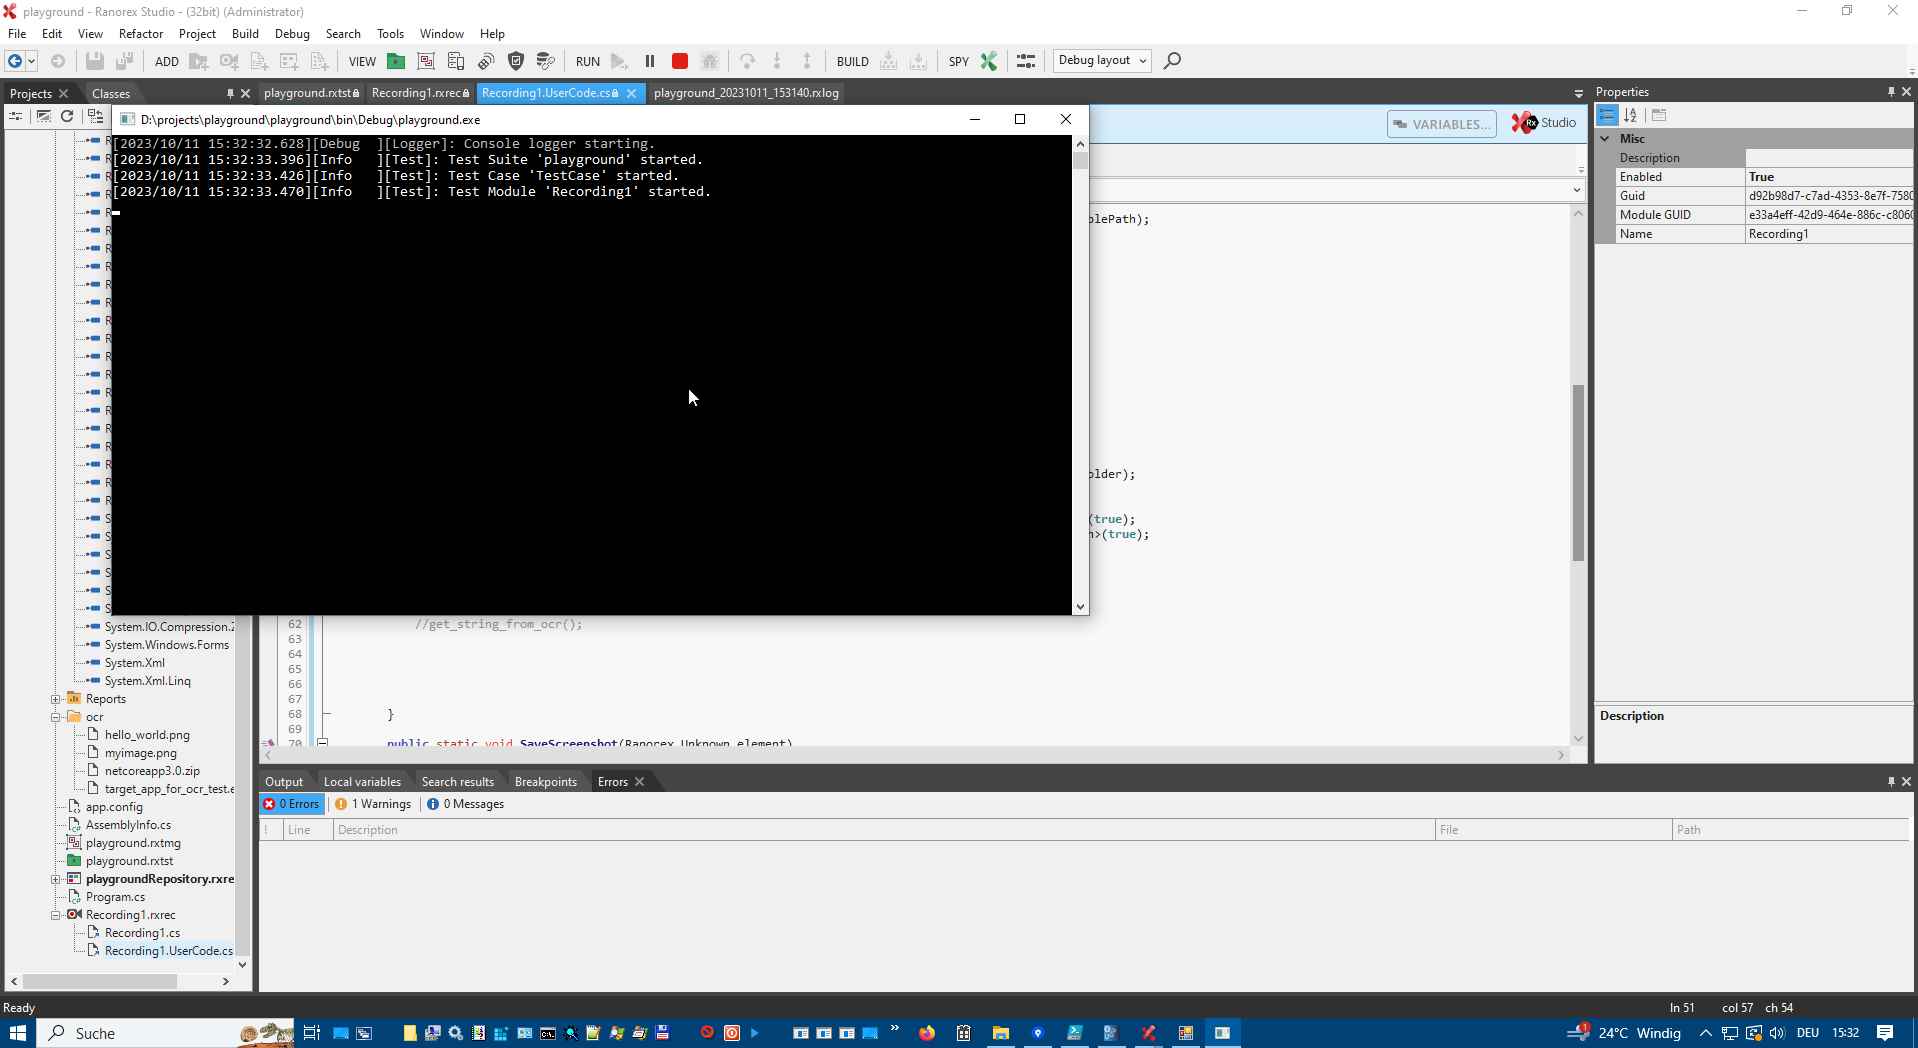 playground - Ranorex Studio - (32bit) (Administrator)
File Edit View Refactor Project Build Debug Search Tools Window Help
ADD VIEW RUN BUILD SPY Debug layout
Projects Classes playground.rxtst Recording1.rxrec Recording1.UserCode.cs playground_20231011_153140.rxlog Properties
D:\projects\playground\playground\bin\Debug\playground.exe
VARIABLES... Studio
[2023/10/11 15:32:32.628][Debug   ][Logger]: Console logger starting.
[2023/10/11 15:32:33.396][Info   ][Test]: Test Suite 'playground' started.
[2023/10/11 15:32:33.426][Info   ][Test]: Test Case 'TestCase' started.
[2023/10/11 15:32:33.470][Info   ][Test]: Test Module 'Recording1' started.
Misc
Description
Enabled True
Guid d92b98d7-c7ad-4353-8e7f-7580
Module GUID e33a4eff-42d9-464e-886c-c806
Name Recording1
blePath);
older);
(true);
n>(true);
62 //get_string_from_ocr();
63
64
65
66
67
68 }
69
70 public static void SaveScreenshot(Ranorex.Unknown element)
System.IO.Compression.
System.Windows.Forms
System.Xml
System.Xml.Linq
Reports
ocr
hello_world.png
myimage.png
netcoreapp3.0.zip
target_app_for_ocr_test.e
app.config
AssemblyInfo.cs
playground.rxtmg
playground.rxtst
playgroundRepository.rxre
Program.cs
Recording1.rxrec
Recording1.cs
Recording1.UserCode.cs
Description
Output Local variables Search results Breakpoints Errors
0 Errors 1 Warnings 0 Messages
! Line Description File Path
Ready ln 51 col 57 ch 54
Suche 24°C Windig DEU 15:32